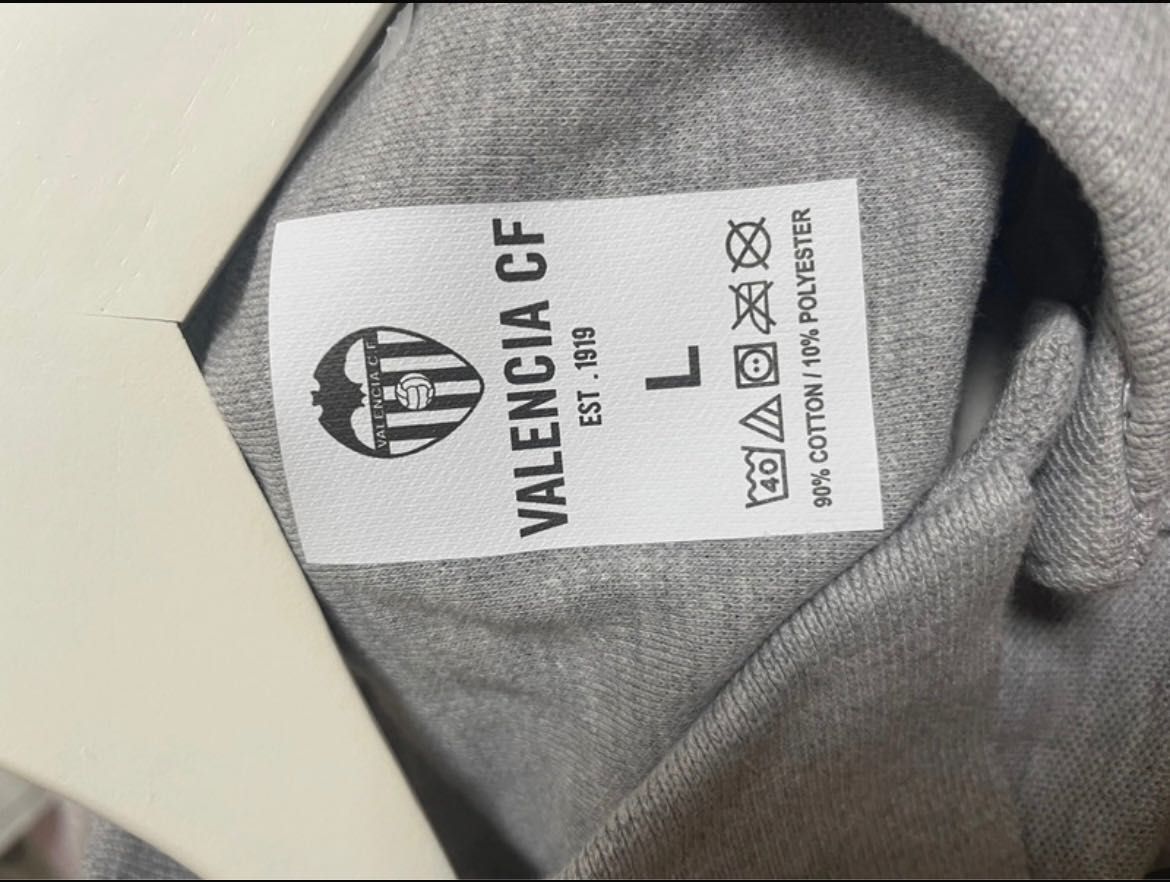 VALENCIA C.F
VALENCIA CF
EST. 1919
L
40
90% COTTON / 10% POLYESTER